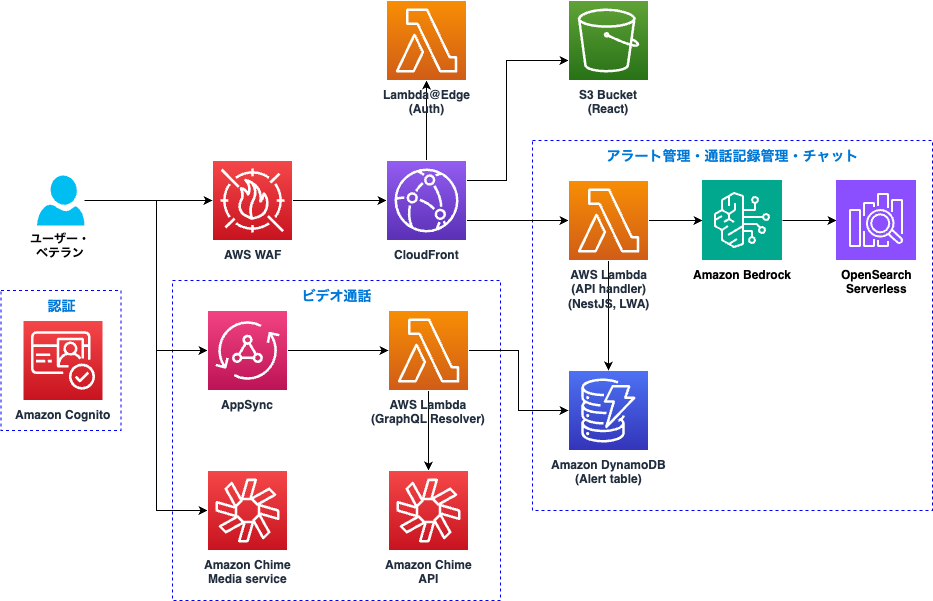 Lambda@Edge
(Auth)
S3 Bucket
(React)
アラート管理・通話記録管理・チャット
ユーザー・
ベテラン
AWS WAF
CloudFront
AWS Lambda
(API handler)
(NestJS, LWA)
Amazon Bedrock
OpenSearch
Serverless
認証
Amazon Cognito
ビデオ通話
AppSync
AWS Lambda
(GraphQL Resolver)
Amazon DynamoDB
(Alert table)
Amazon Chime
Media service
Amazon Chime
API